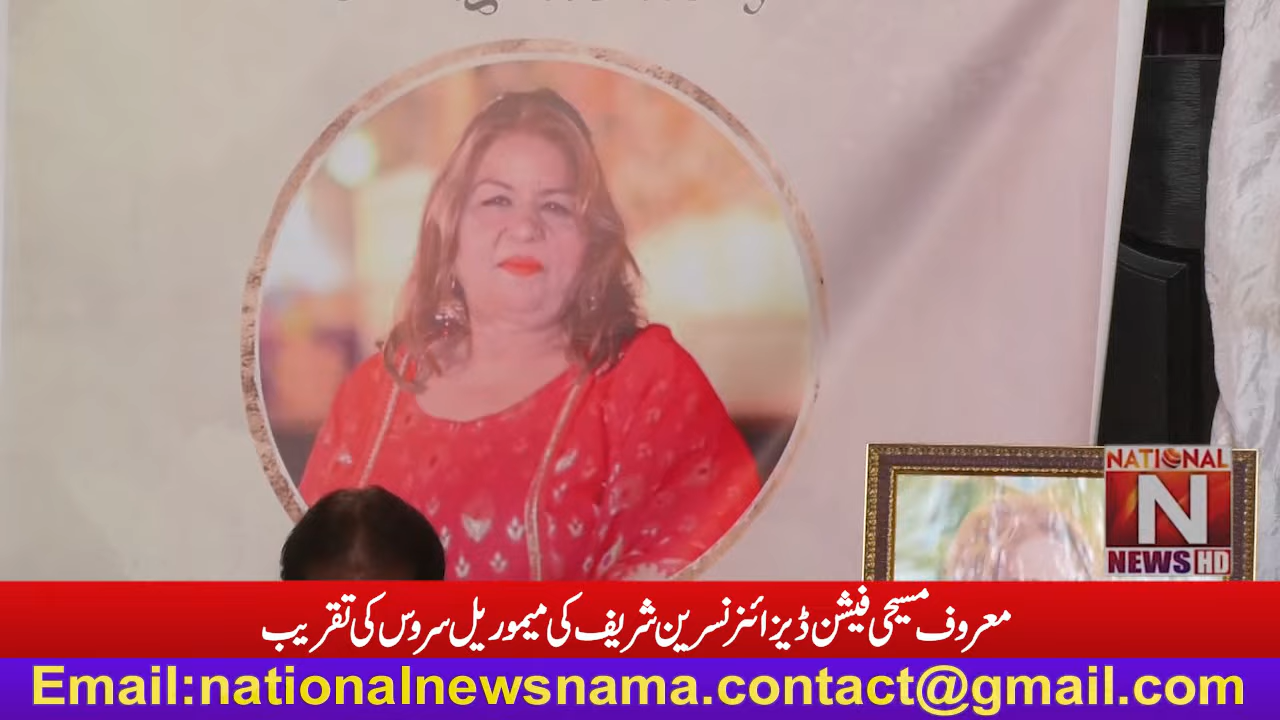 NATIONAL
N
NEWS HD
معروف مسیحی فیشن ڈیزائنر نسرین شریف کی میموریل سروس کی تقریب
Email:nationalnewsnama.contact@gmail.com